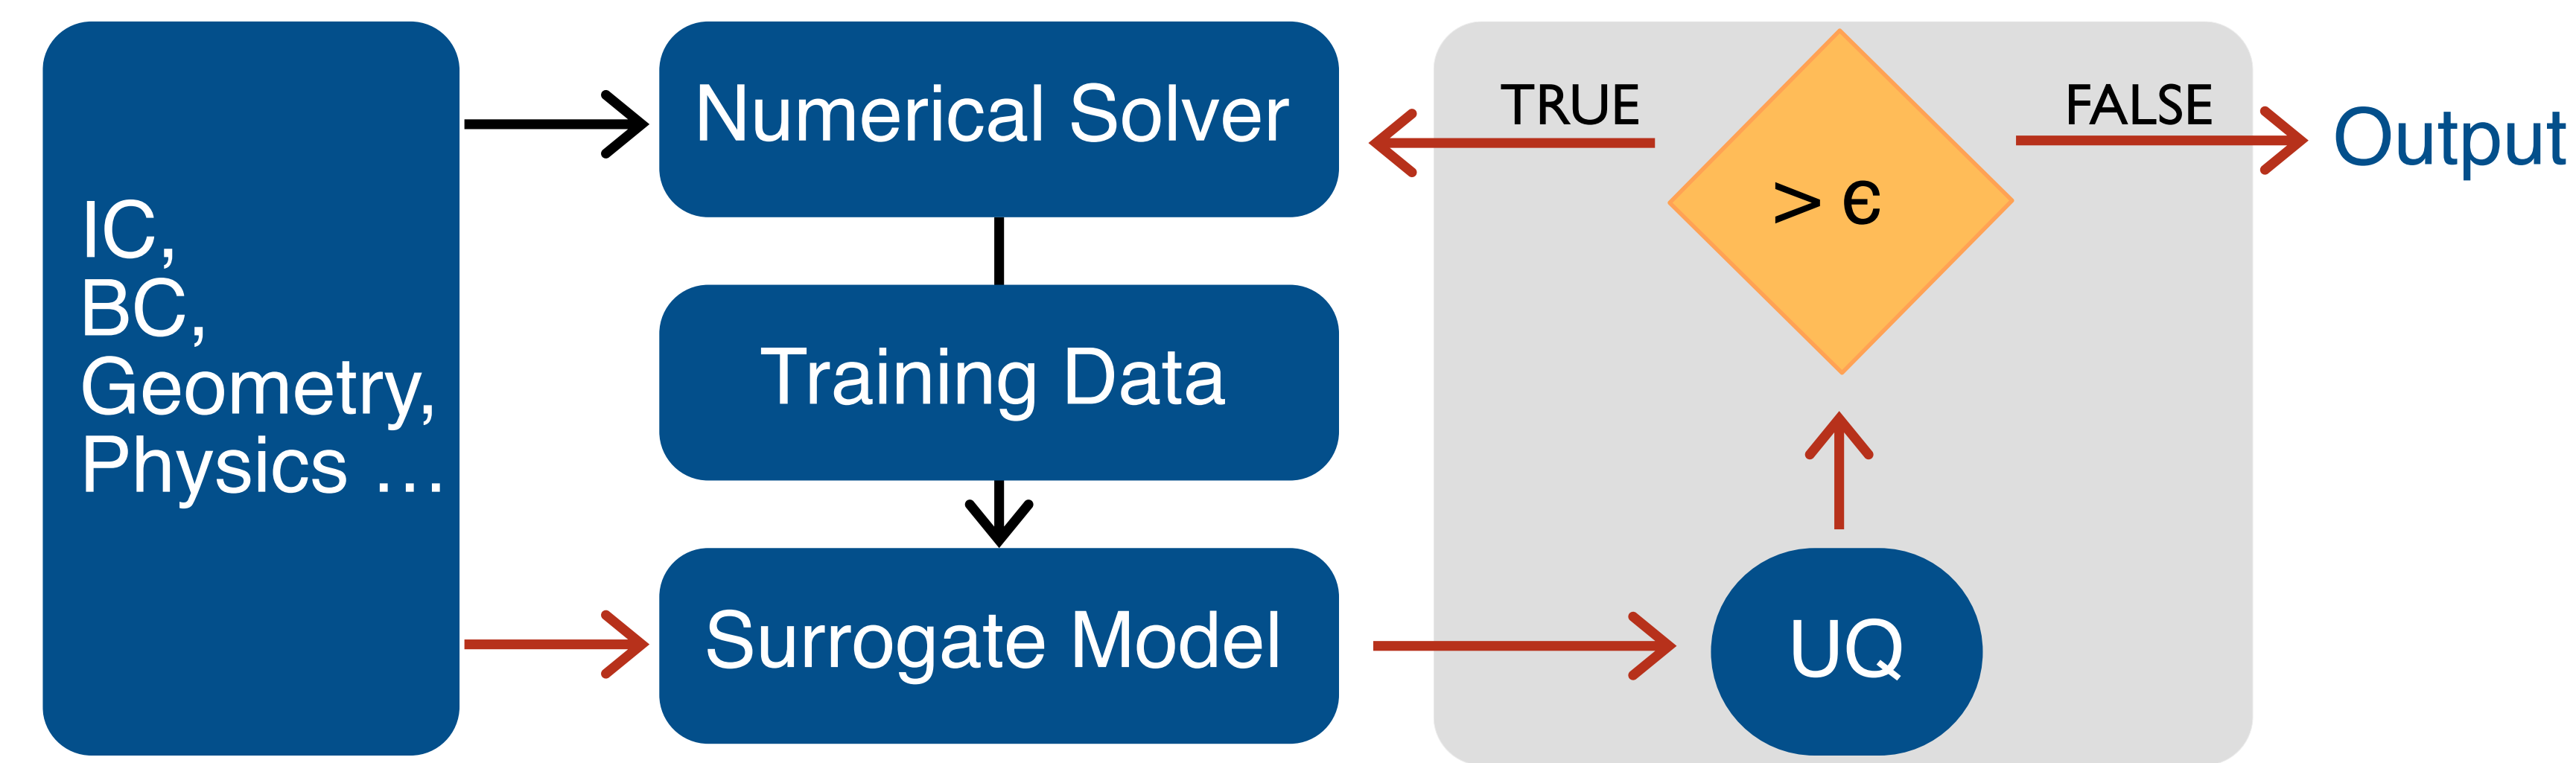 IC,
BC,
Geometry,
Physics …
Numerical Solver
Training Data
Surrogate Model
TRUE
> ϵ
FALSE
UQ
Output